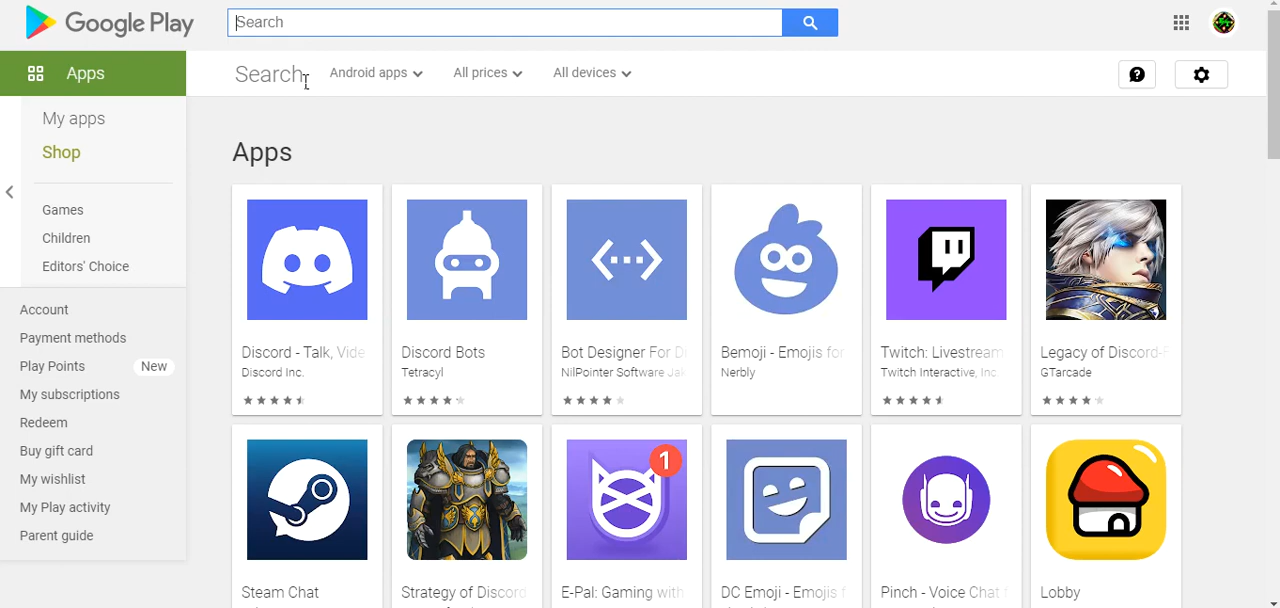 Google Play
Search
Apps
Search
Android apps
All prices
All devices
?
My apps
Shop
Games
Children
Editors' Choice
Account
Payment methods
Play Points New
My subscriptions
Redeem
Buy gift card
My wishlist
My Play activity
Parent guide
Apps
Discord - Talk, Vide
Discord Inc.
Discord Bots
Tetracyl
Bot Designer For D
NilPointer Software Jak
Bemoji - Emojis for
Nerbly
Twitch: Livestream
Twitch Interactive, Inc.
Legacy of Discord-F
GTarcade
1
Steam Chat
Strategy of Discord
E-Pal: Gaming with
DC Emoji - Emojis f
Pinch - Voice Chat f
Lobby